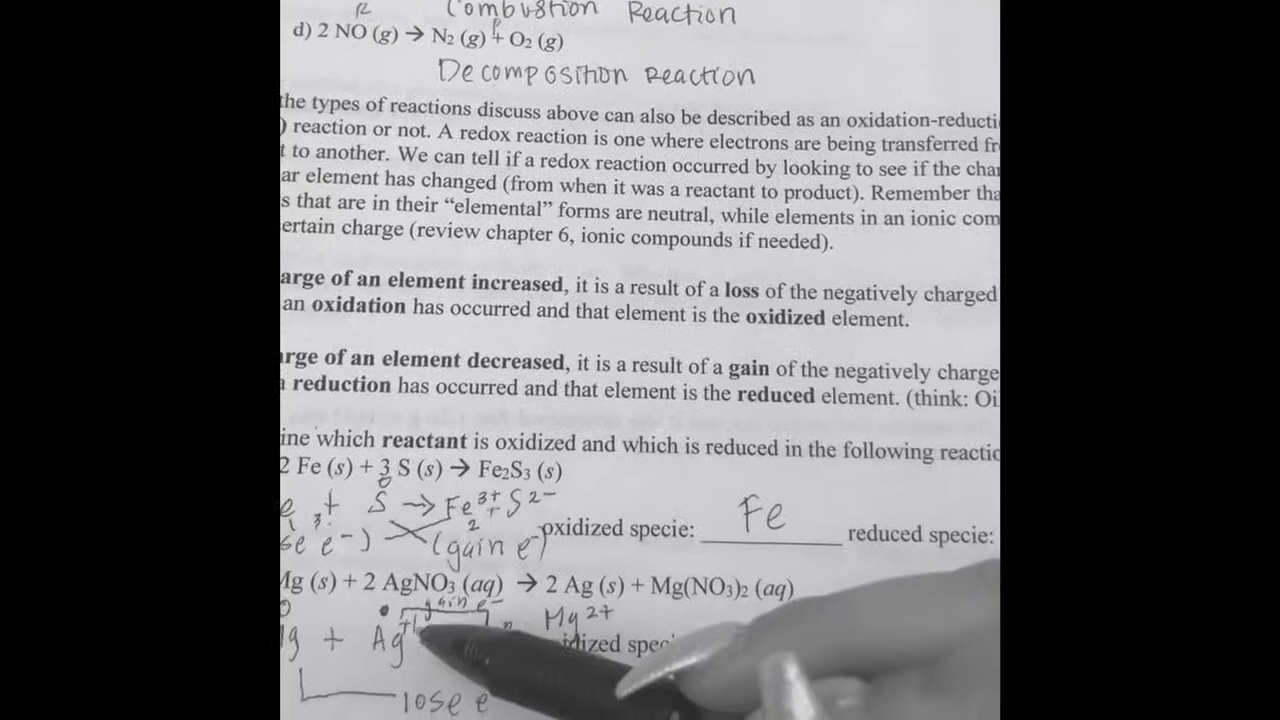 Combustion Reaction
d) 2 NO (g) → N₂ (g) + O₂ (g)
Decomposition Reaction
the types of reactions discuss above can also be described as an oxidation-reducti
) reaction or not. A redox reaction is one where electrons are being transferred fr
t to another. We can tell if a redox reaction occurred by looking to see if the char
ar element has changed (from when it was a reactant to product). Remember tha
s that are in their “elemental” forms are neutral, while elements in an ionic com
ertain charge (review chapter 6, ionic compounds if needed).
arge of an element increased, it is a result of a loss of the negatively charged
an oxidation has occurred and that element is the oxidized element.
arge of an element decreased, it is a result of a gain of the negatively charge
a reduction has occurred and that element is the reduced element. (think: Oi
ine which reactant is oxidized and which is reduced in the following reactio
2 Fe (s) + 3 S (s) → Fe₂S₃ (s)
e + S → Fe³⁺ + S²⁻
se e⁻) (gain e⁻) oxidized specie: Fe reduced specie:
Mg (s) + 2 AgNO₃ (aq) → 2 Ag (s) + Mg(NO₃)₂ (aq)
gain e⁻
Mg + Ag⁺¹ Mg²⁺
idized spec
lose e